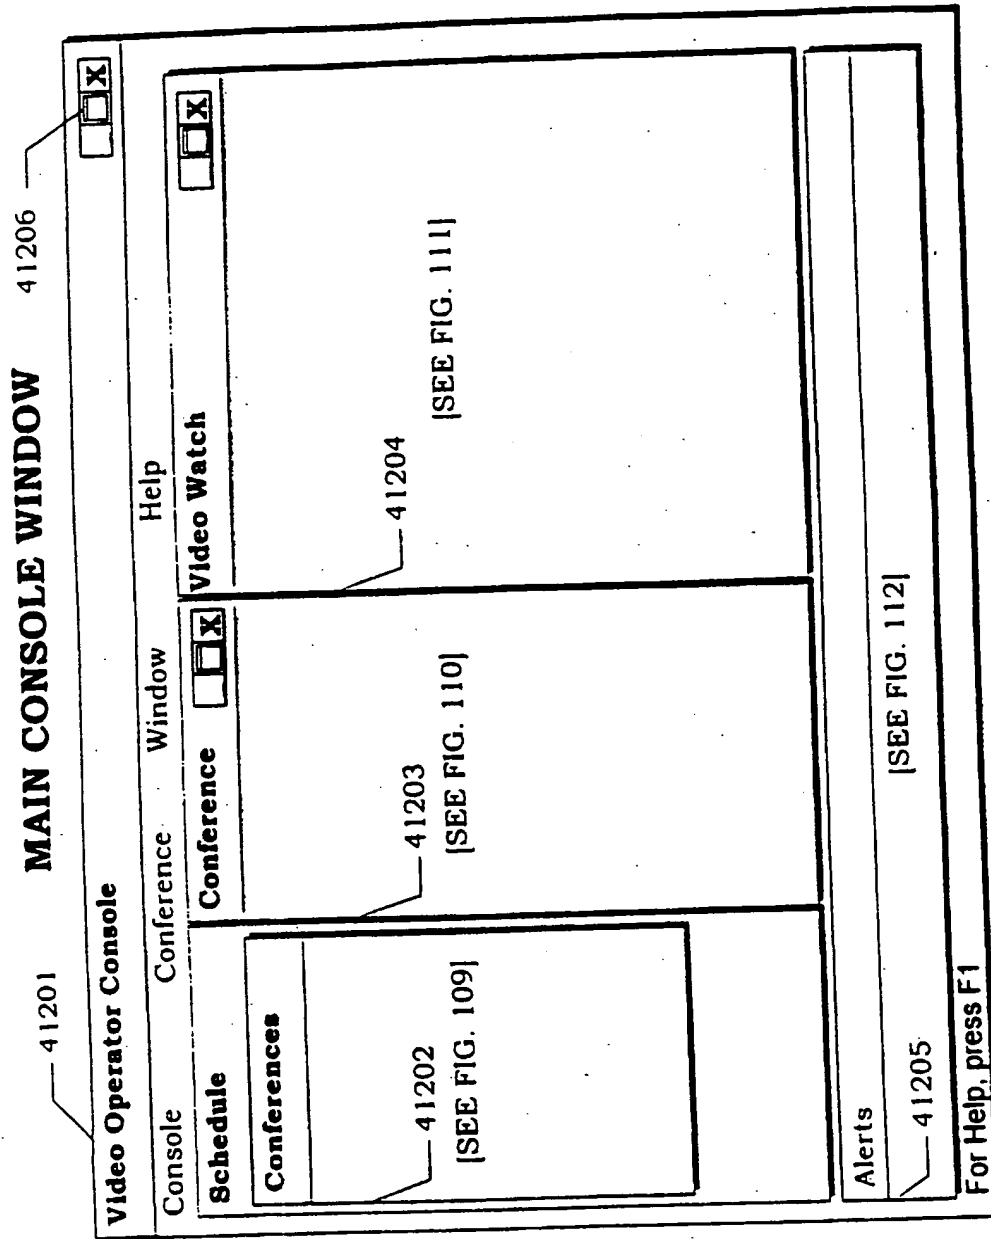 MAIN CONSOLE WINDOW
41201
41206
Video Operator Console
X
Console Conference Window Help
Schedule
Conference
X
Video Watch
X
Conferences
41202
[SEE FIG. 109]
41203
[SEE FIG. 110]
41204
[SEE FIG. 111]
Alerts
41205
[SEE FIG. 112]
For Help, press F1